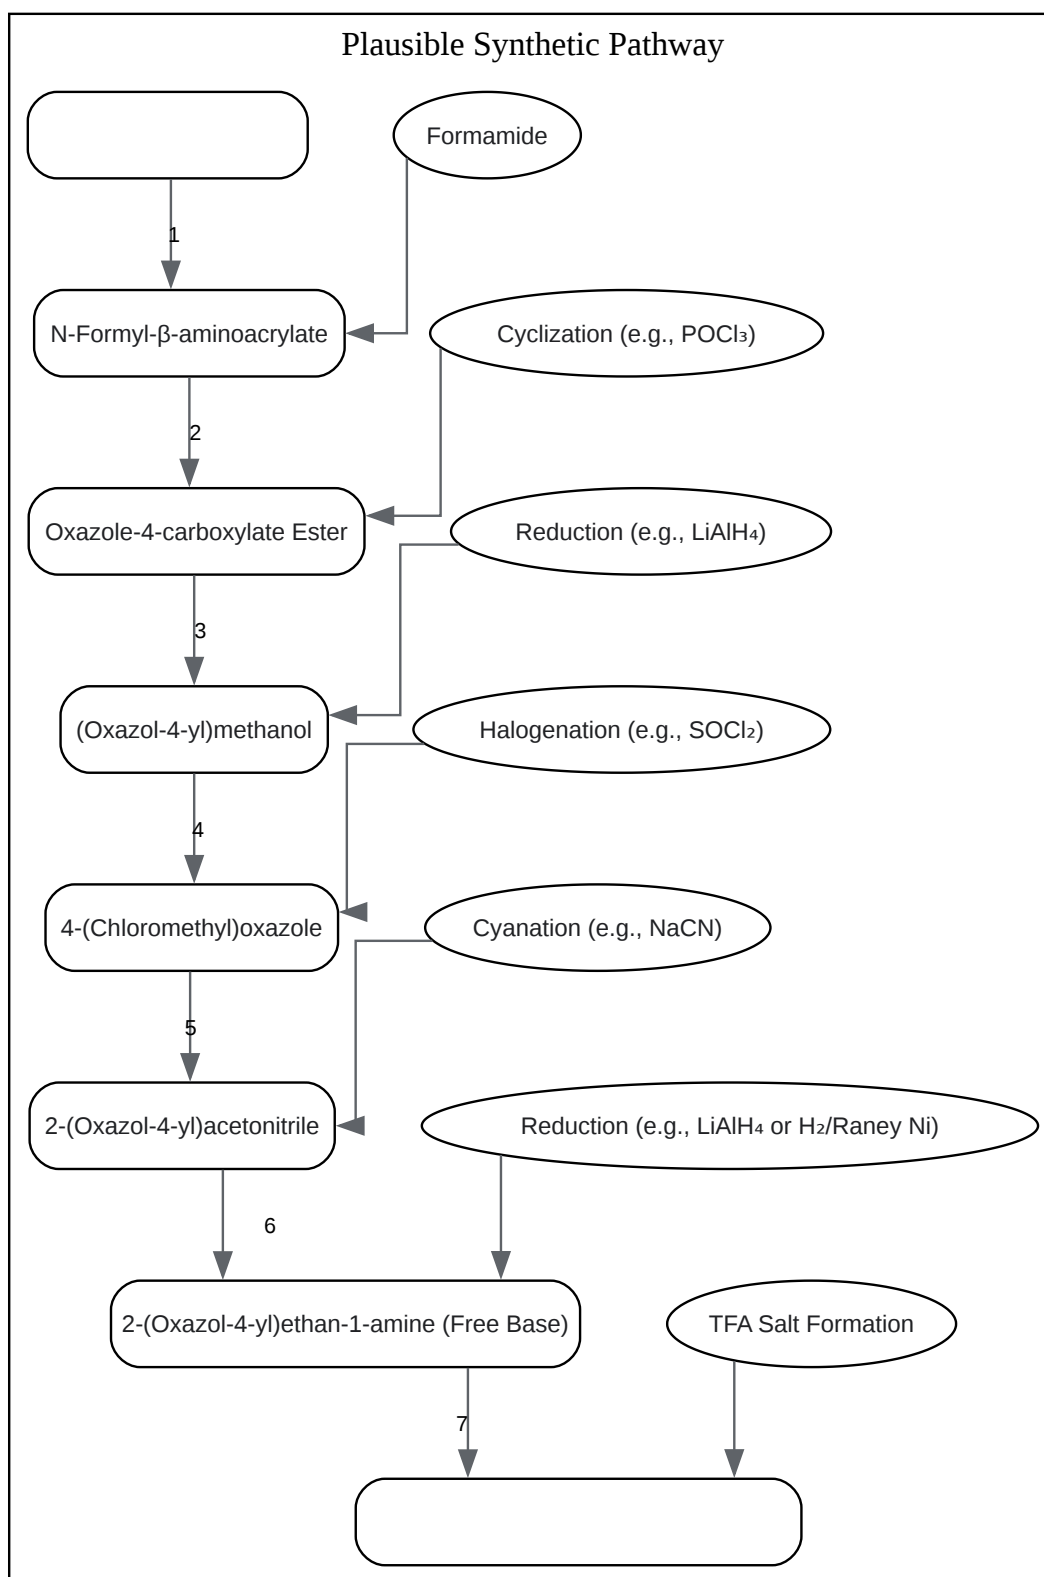 Plausible Synthetic Pathway
Formamide
1
N-Formyl-β-aminoacrylate
Cyclization (e.g., POCl₃)
2
Oxazole-4-carboxylate Ester
Reduction (e.g., LiAlH₄)
3
(Oxazol-4-yl)methanol
Halogenation (e.g., SOCl₂)
4
4-(Chloromethyl)oxazole
Cyanation (e.g., NaCN)
5
2-(Oxazol-4-yl)acetonitrile
Reduction (e.g., LiAlH₄ or H₂/Raney Ni)
6
2-(Oxazol-4-yl)ethan-1-amine (Free Base)
TFA Salt Formation
7